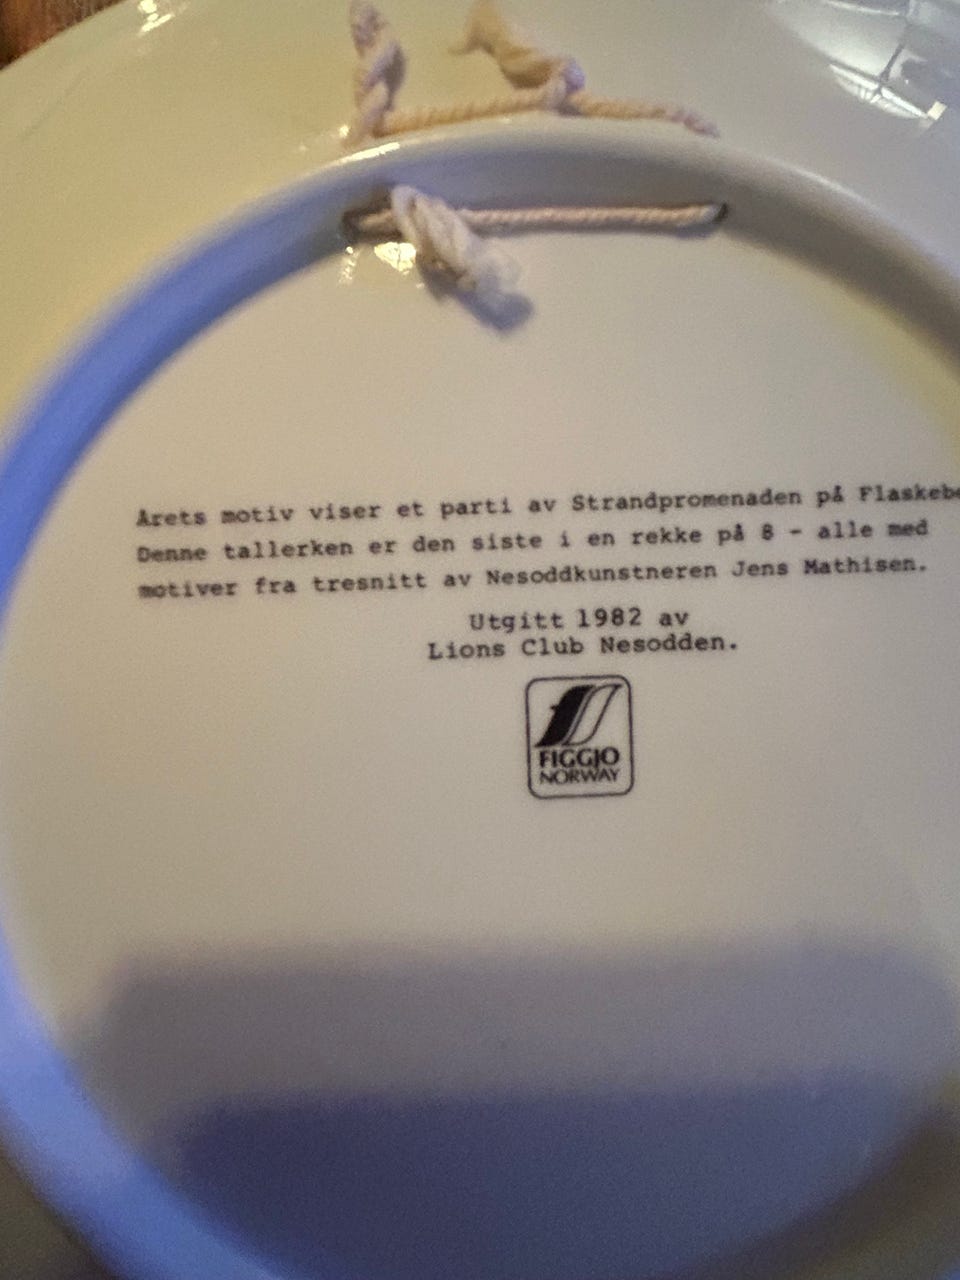 Årets motiv viser et parti av Strandpromenaden på Flaskebe
Denne tallerken er den siste i en rekke på 8 - alle med
motiver fra tresnitt av Nesoddkunstneren Jens Mathisen.
Utgitt 1982 av
Lions Club Nesodden.
FIGGJO
NORWAY